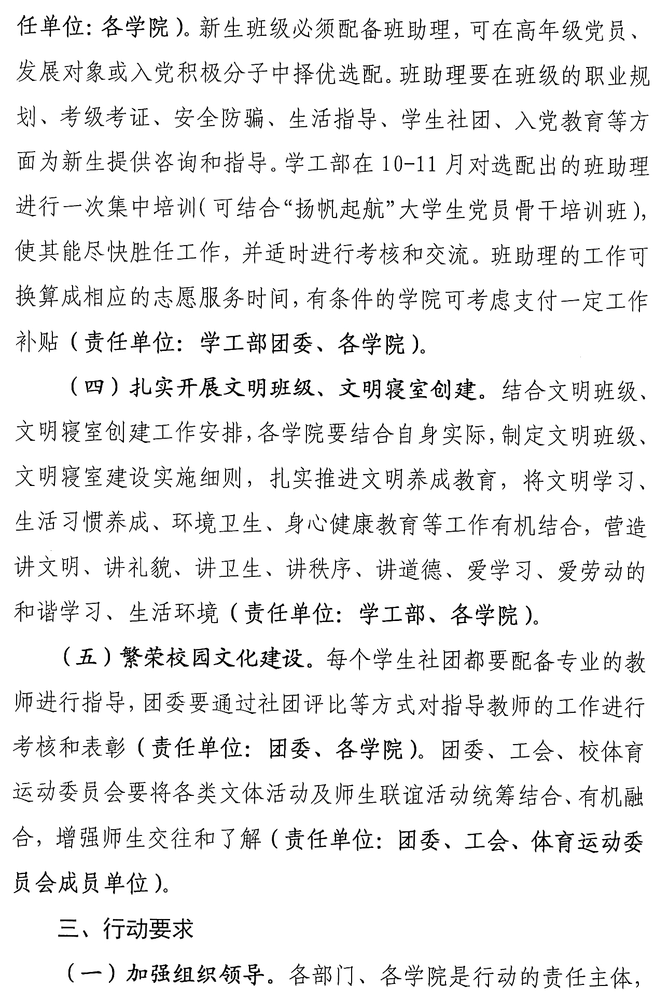 任单位：各学院）。新生班级必须配备班助理，可在高年级党员、
发展对象或入党积极分子中择优选配。班助理要在班级的职业规
划、考级考证、安全防骗、生活指导、学生社团、入党教育等方
面为新生提供咨询和指导。学工部在 10-11 月对选配出的班助理
进行一次集中培训（可结合“扬帆起航”大学生党员骨干培训班），
使其能尽快胜任工作，并适时进行考核和交流。班助理的工作可
换算成相应的志愿服务时间，有条件的学院可考虑支付一定工作
补贴（责任单位：学工部团委、各学院）。
（四）扎实开展文明班级、文明寝室创建。结合文明班级、
文明寝室创建工作安排，各学院要结合自身实际，制定文明班级、
文明寝室建设实施细则，扎实推进文明养成教育，将文明学习、
生活习惯养成、环境卫生、身心健康教育等工作有机结合，营造
讲文明、讲礼貌、讲卫生、讲秩序、讲道德、爱学习、爱劳动的
和谐学习、生活环境（责任单位：学工部、各学院）。
（五）繁荣校园文化建设。每个学生社团都要配备专业的教
师进行指导，团委要通过社团评比等方式对指导教师的工作进行
考核和表彰（责任单位：团委、各学院）。团委、工会、校体育
运动委员会要将各类文体活动及师生联谊活动统筹结合、有机融
合，增强师生交往和了解（责任单位：团委、工会、体育运动委
员会成员单位）。
三、行动要求
（一）加强组织领导。各部门、各学院是行动的责任主体，